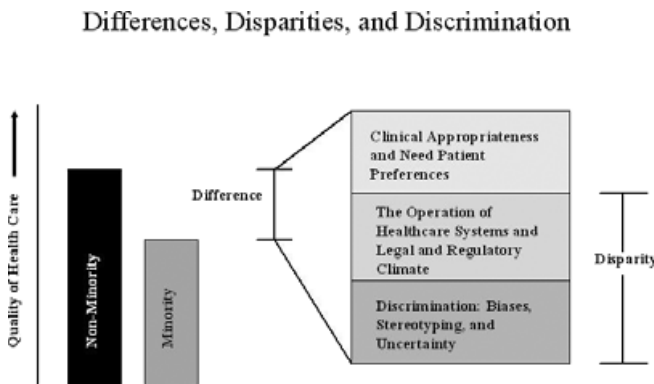 Differences, Disparities, and Discrimination
Quality of Health Care
Non-Minority
Minority
Difference
Clinical Appropriateness
and Need Patient
Preferences
The Operation of
Healthcare Systems and
Legal and Regulatory
Climate
Discrimination: Biases,
Stereotyping, and
Uncertainty
Disparity